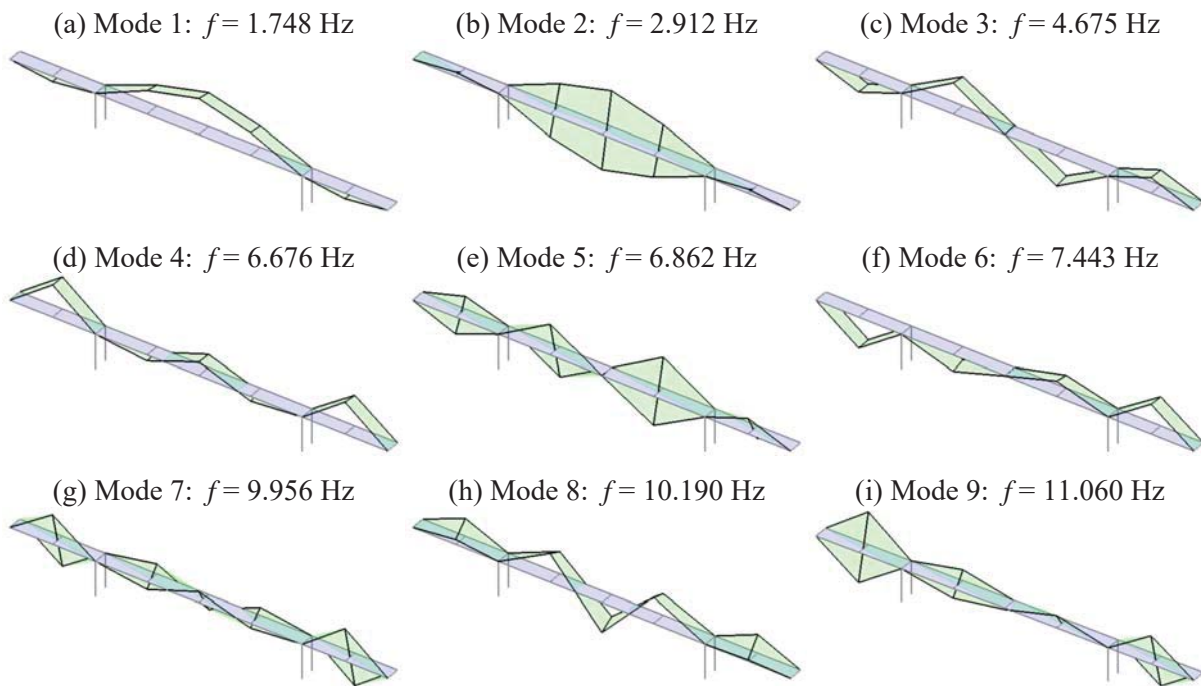 (a) Mode 1: f = 1.748 Hz
(b) Mode 2: f = 2.912 Hz
(c) Mode 3: f = 4.675 Hz
(d) Mode 4: f = 6.676 Hz
(e) Mode 5: f = 6.862 Hz
(f) Mode 6: f = 7.443 Hz
(g) Mode 7: f = 9.956 Hz
(h) Mode 8: f = 10.190 Hz
(i) Mode 9: f = 11.060 Hz